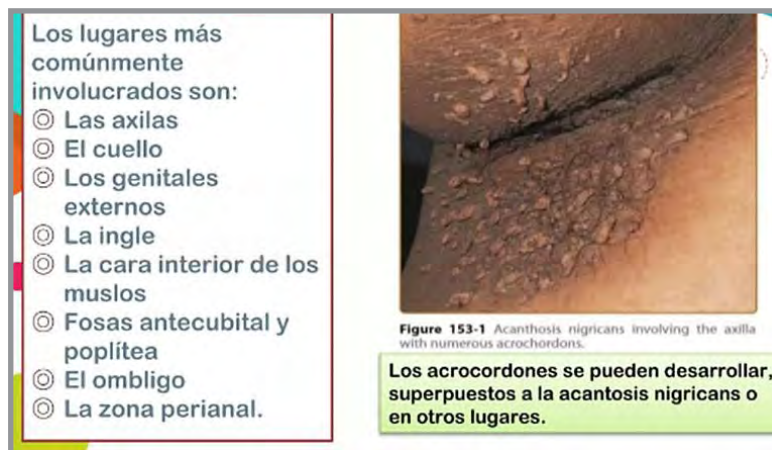 Los lugares más
comúnmente
involucrados son:
Las axilas
El cuello
Los genitales
externos
La ingle
La cara interior de los
muslos
Fosas antecubital y
poplítea
El ombligo
La zona perianal.
Figure 153-1 Acanthosis nigricans involving the axilla
with numerous acrochordons.
Los acrocordones se pueden desarrollar,
superpuestos a la acantosis nigricans o
en otros lugares.